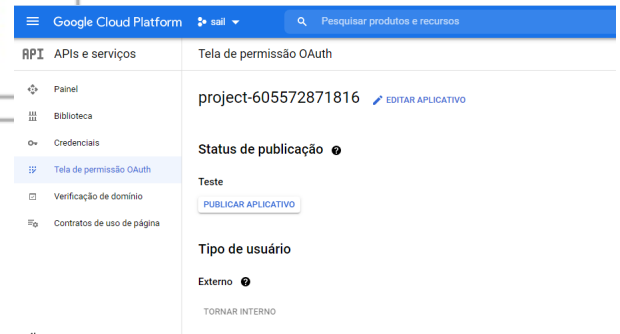 Google Cloud Platform
sail
Pesquisar produtos e recursos
API APIs e serviços
Tela de permissão OAuth
Painel
Biblioteca
Credenciais
Tela de permissão OAuth
Verificação de domínio
Contratos de uso de página
project-605572871816
EDITAR APLICATIVO
Status de publicação
Teste
PUBLICAR APLICATIVO
Tipo de usuário
Externo
TORNAR INTERNO